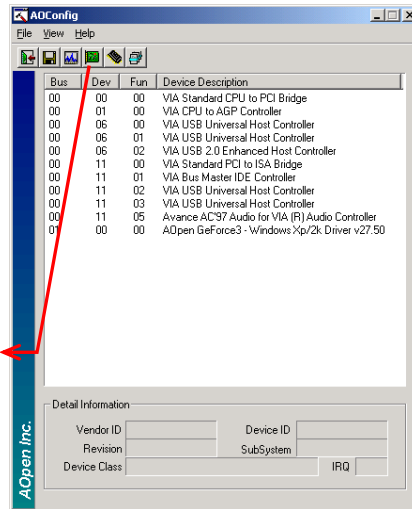 AOConfig
File View Help
Bus Dev Fun Device Description
00 00 00 VIA Standard CPU to PCI Bridge
00 01 00 VIA CPU to AGP Controller
00 06 00 VIA USB Universal Host Controller
00 06 01 VIA USB Universal Host Controller
00 06 02 VIA USB 2.0 Enhanced Host Controller
00 11 00 VIA Standard PCI to ISA Bridge
00 11 01 VIA Bus Master IDE Controller
00 11 02 VIA USB Universal Host Controller
00 11 03 VIA USB Universal Host Controller
00 11 05 Avance AC'97 Audio for VIA (R) Audio Controller
01 00 00 AOpen GeForce3 - Windows Xp/2k Driver v27.50
Detail Information
Vendor ID Device ID
Revision SubSystem
Device Class IRQ
AOpen Inc.